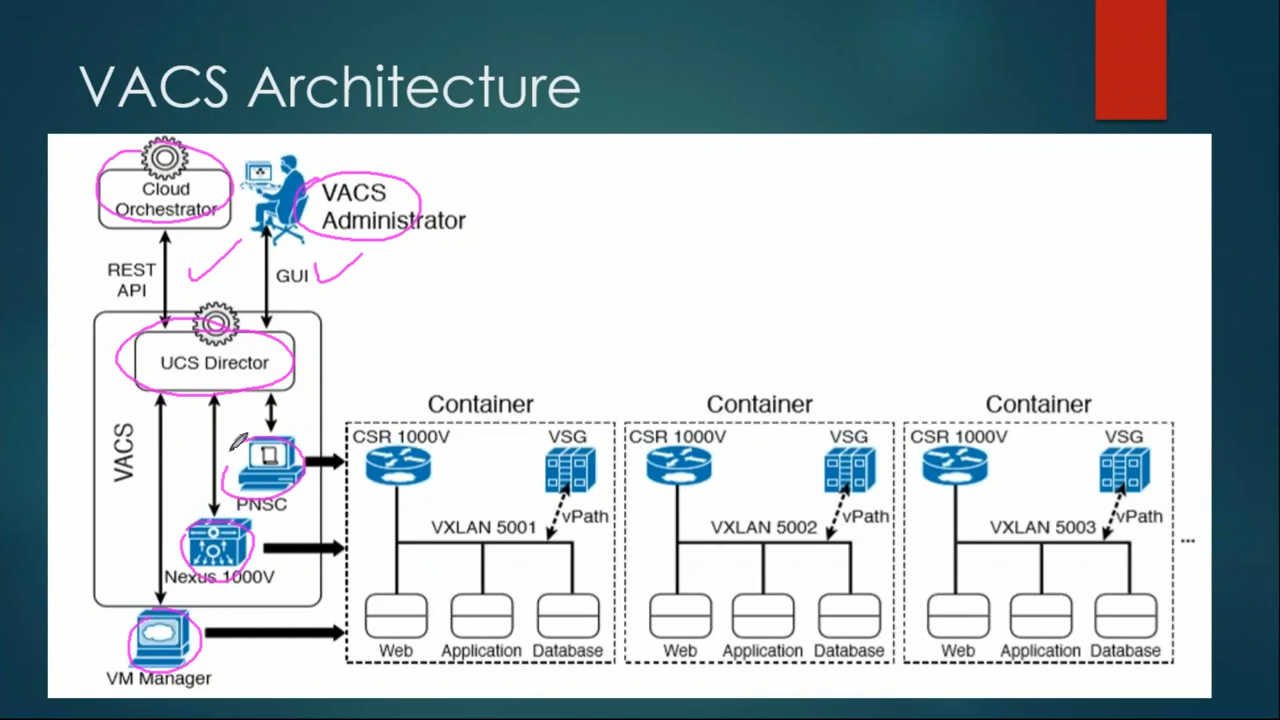 VACS Architecture
Cloud
Orchestrator
VACS
Administrator
REST
API
GUI
UCS Director
VACS
PNSC
Nexus 1000V
VM Manager
Container
CSR 1000V
VSG
VXLAN 5001
vPath
Web
Application
Database
Container
CSR 1000V
VSG
VXLAN 5002
vPath
Web
Application
Database
Container
CSR 1000V
VSG
VXLAN 5003
vPath
Web
Application
Database
...